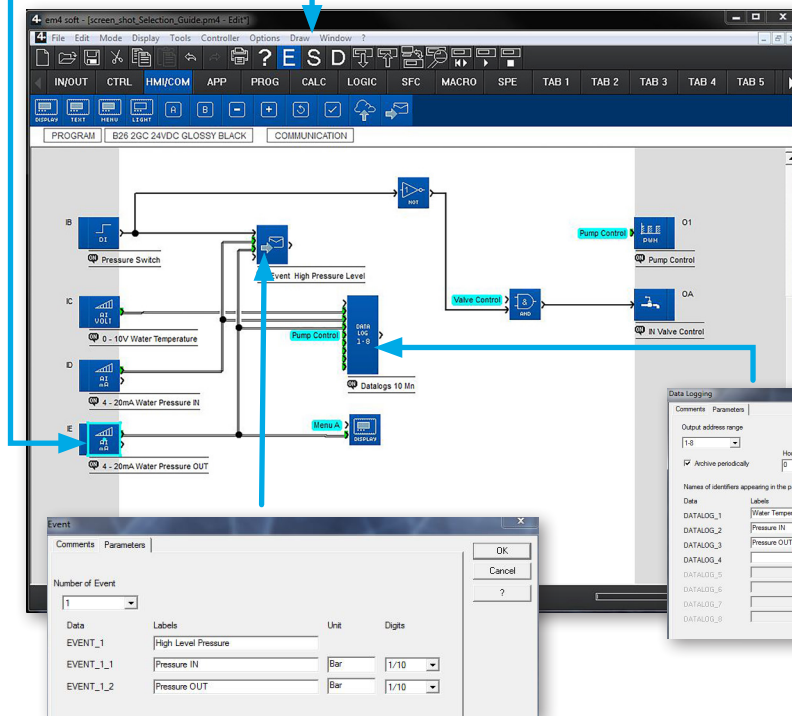 em4 soft - [screen_shot_Selection_Guide.pm4 - Edit*]
File Edit Mode Display Tools Controller Options Draw Window ?
? E S D
IN/OUT CTRL HMI/COM APP PROG CALC LOGIC SFC MACRO SPE TAB 1 TAB 2 TAB 3 TAB 4 TAB 5
DISPLAY TEXT MENU LIGHT A B
PROGRAM B26 2GC 24VDC GLOSSY BLACK COMMUNICATION
1
NOT
IB
DI
Pressure Switch
Event High Pressure Level
Pump Control
PWM
O1
Pump Control
IC
AI
VOLT
0 - 10V Water Temperature
Pump Control
DATA
LOG
1-8
Datalogs 10 Mn
Valve Control
&
AND
OA
IN Valve Control
ID
AI
mA
4 - 20mA Water Pressure IN
IE
AI
mA
4 - 20mA Water Pressure OUT
Menu A
DISPLAY
Data Logging
Comments Parameters
Output address range
1-8
Archive periodically
0
Names of identifiers appearing in the p
Data Labels
DATALOG_1 Water Temper
DATALOG_2 Pressure IN
DATALOG_3 Pressure OUT
DATALOG_4
DATALOG_5
DATALOG_6
DATALOG_7
DATALOG_8
Event
Comments Parameters
OK
Cancel
?
Number of Event
1
Data Labels Unit Digits
EVENT_1 High Level Pressure
EVENT_1_1 Pressure IN Bar 1/10
EVENT_1_2 Pressure OUT Bar 1/10